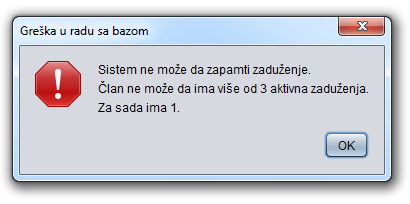 Greška u radu sa bazom
Sistem ne može da zapamti zaduženje.
Član ne može da ima više od 3 aktivna zaduženja.
Za sada ima 1.
OK